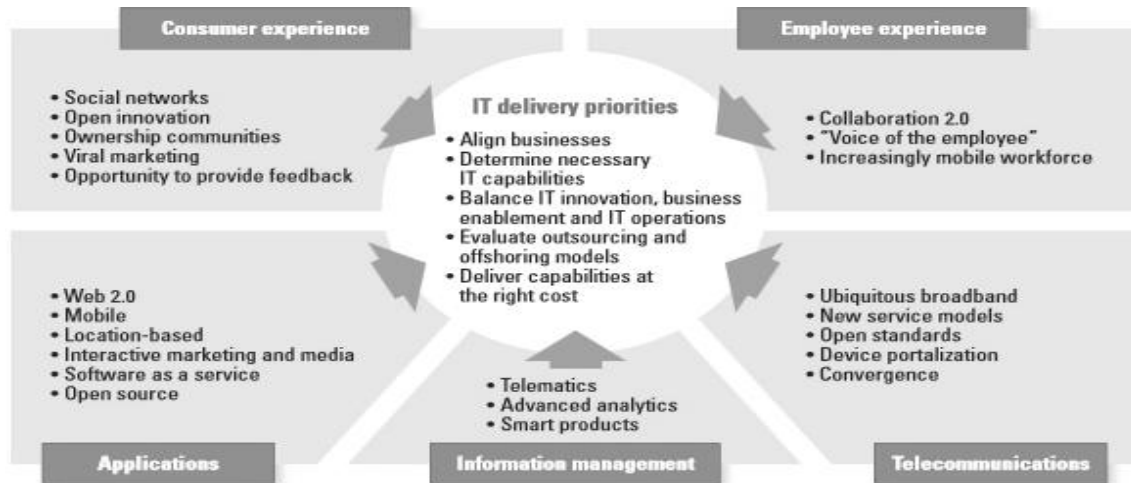 Consumer experience
• Social networks
• Open innovation
• Ownership communities
• Viral marketing
• Opportunity to provide feedback
Employee experience
• Collaboration 2.0
• "Voice of the employee"
• Increasingly mobile workforce
IT delivery priorities
• Align businesses
• Determine necessary
IT capabilities
• Balance IT innovation, business
enablement and IT operations
• Evaluate outsourcing and
offshoring models
• Deliver capabilities at
the right cost
• Web 2.0
• Mobile
• Location-based
• Interactive marketing and media
• Software as a service
• Open source
Applications
• Telematics
• Advanced analytics
• Smart products
Information management
• Ubiquitous broadband
• New service models
• Open standards
• Device portalization
• Convergence
Telecommunications